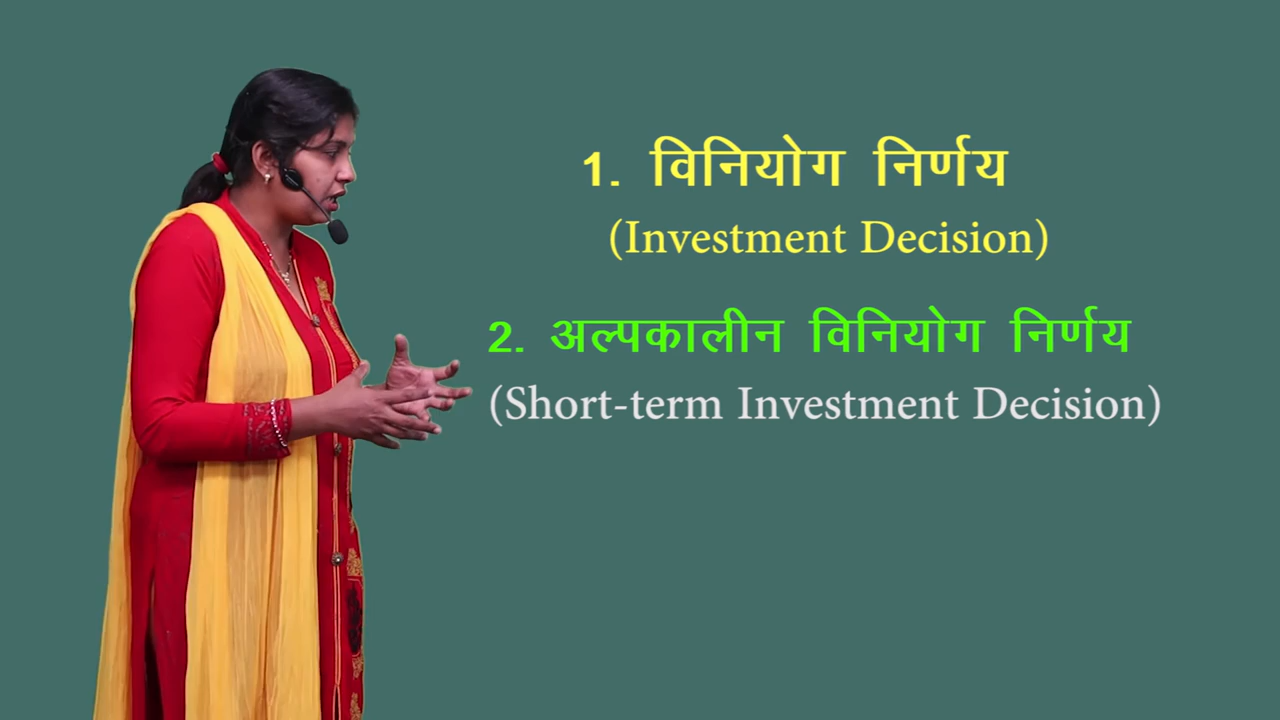 1. विनियोग निर्णय
(Investment Decision)
2. अल्पकालीन विनियोग निर्णय
(Short-term Investment Decision)